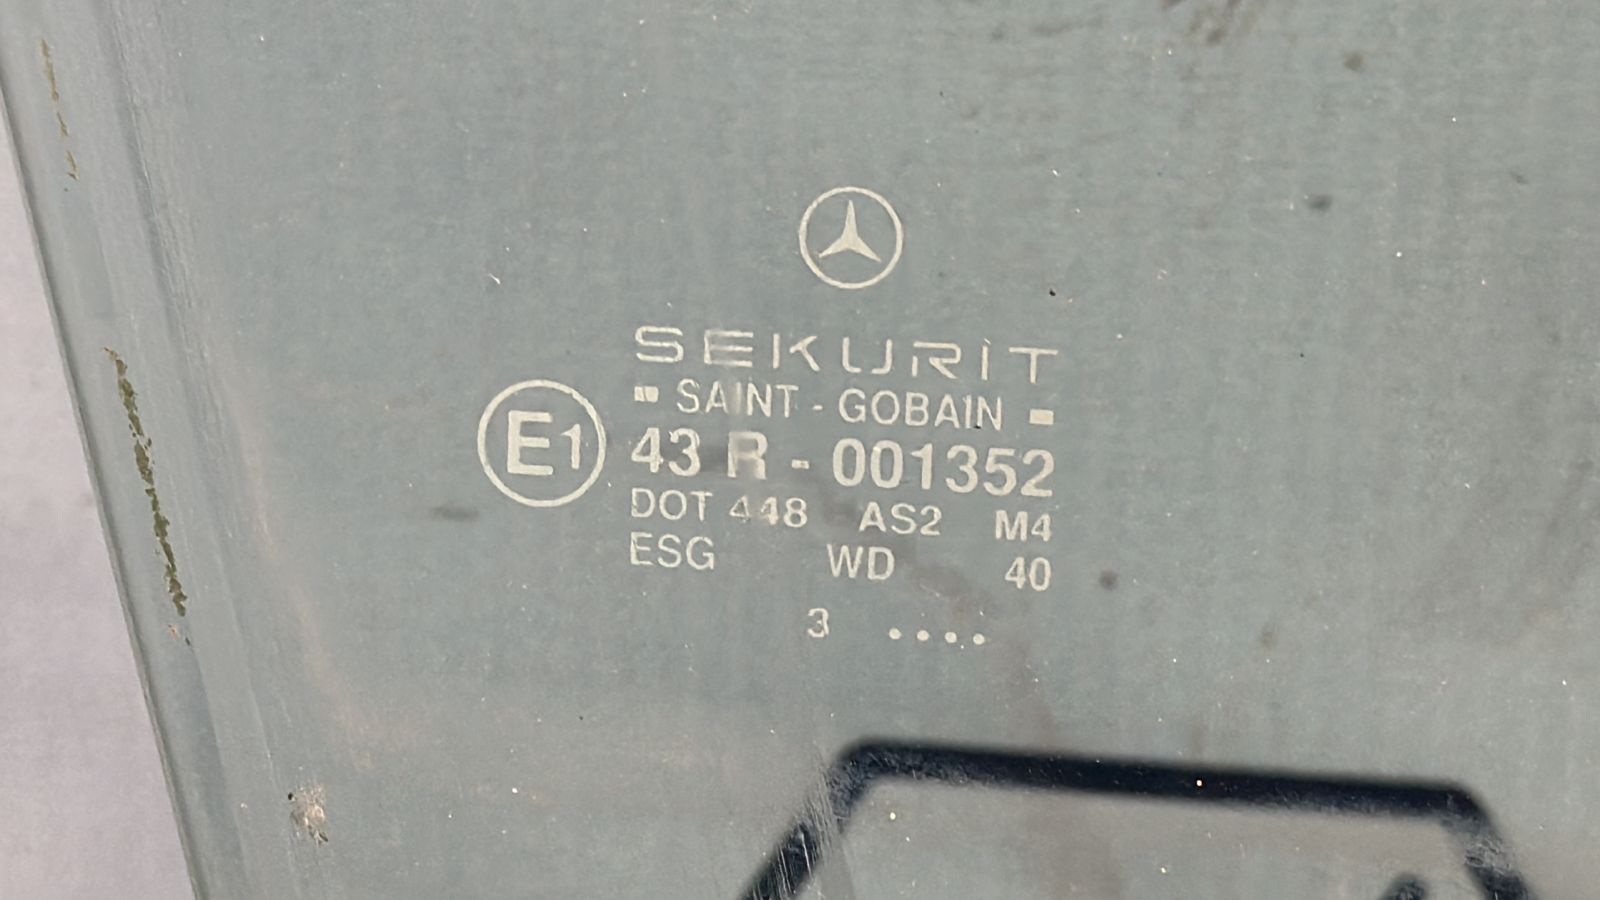 SEKURIT
SAINT - GOBAIN
E1 43 R - 001352
DOT 448 AS2 M4
ESG WD 40
3 ....